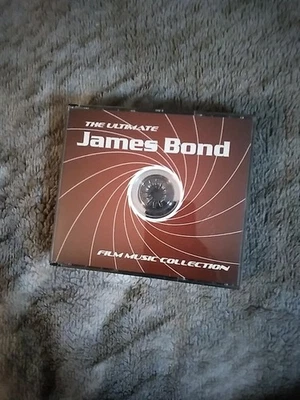 THE ULTIMATE
James Bond
FILM MUSIC COLLECTION